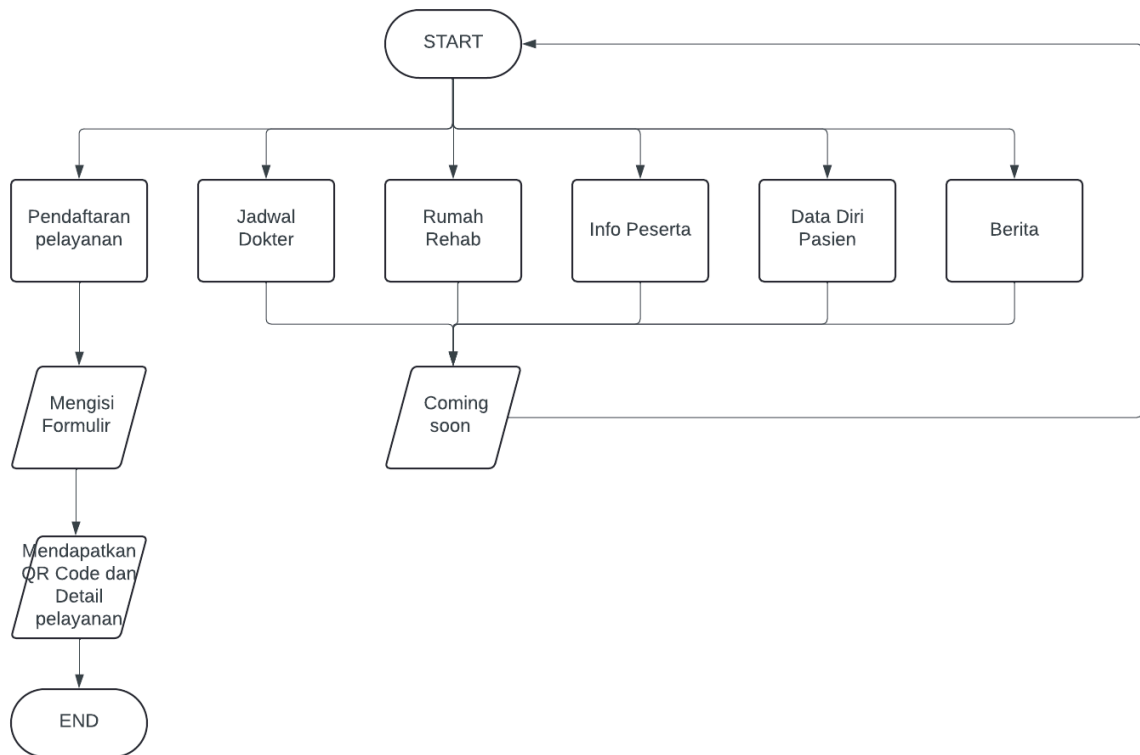 START
Pendaftaran
pelayanan
Jadwal
Dokter
Rumah
Rehab
Info Peserta
Data Diri
Pasien
Berita
Mengisi
Formulir
Coming
soon
Mendapatkan
QR Code dan
Detail
pelayanan
END